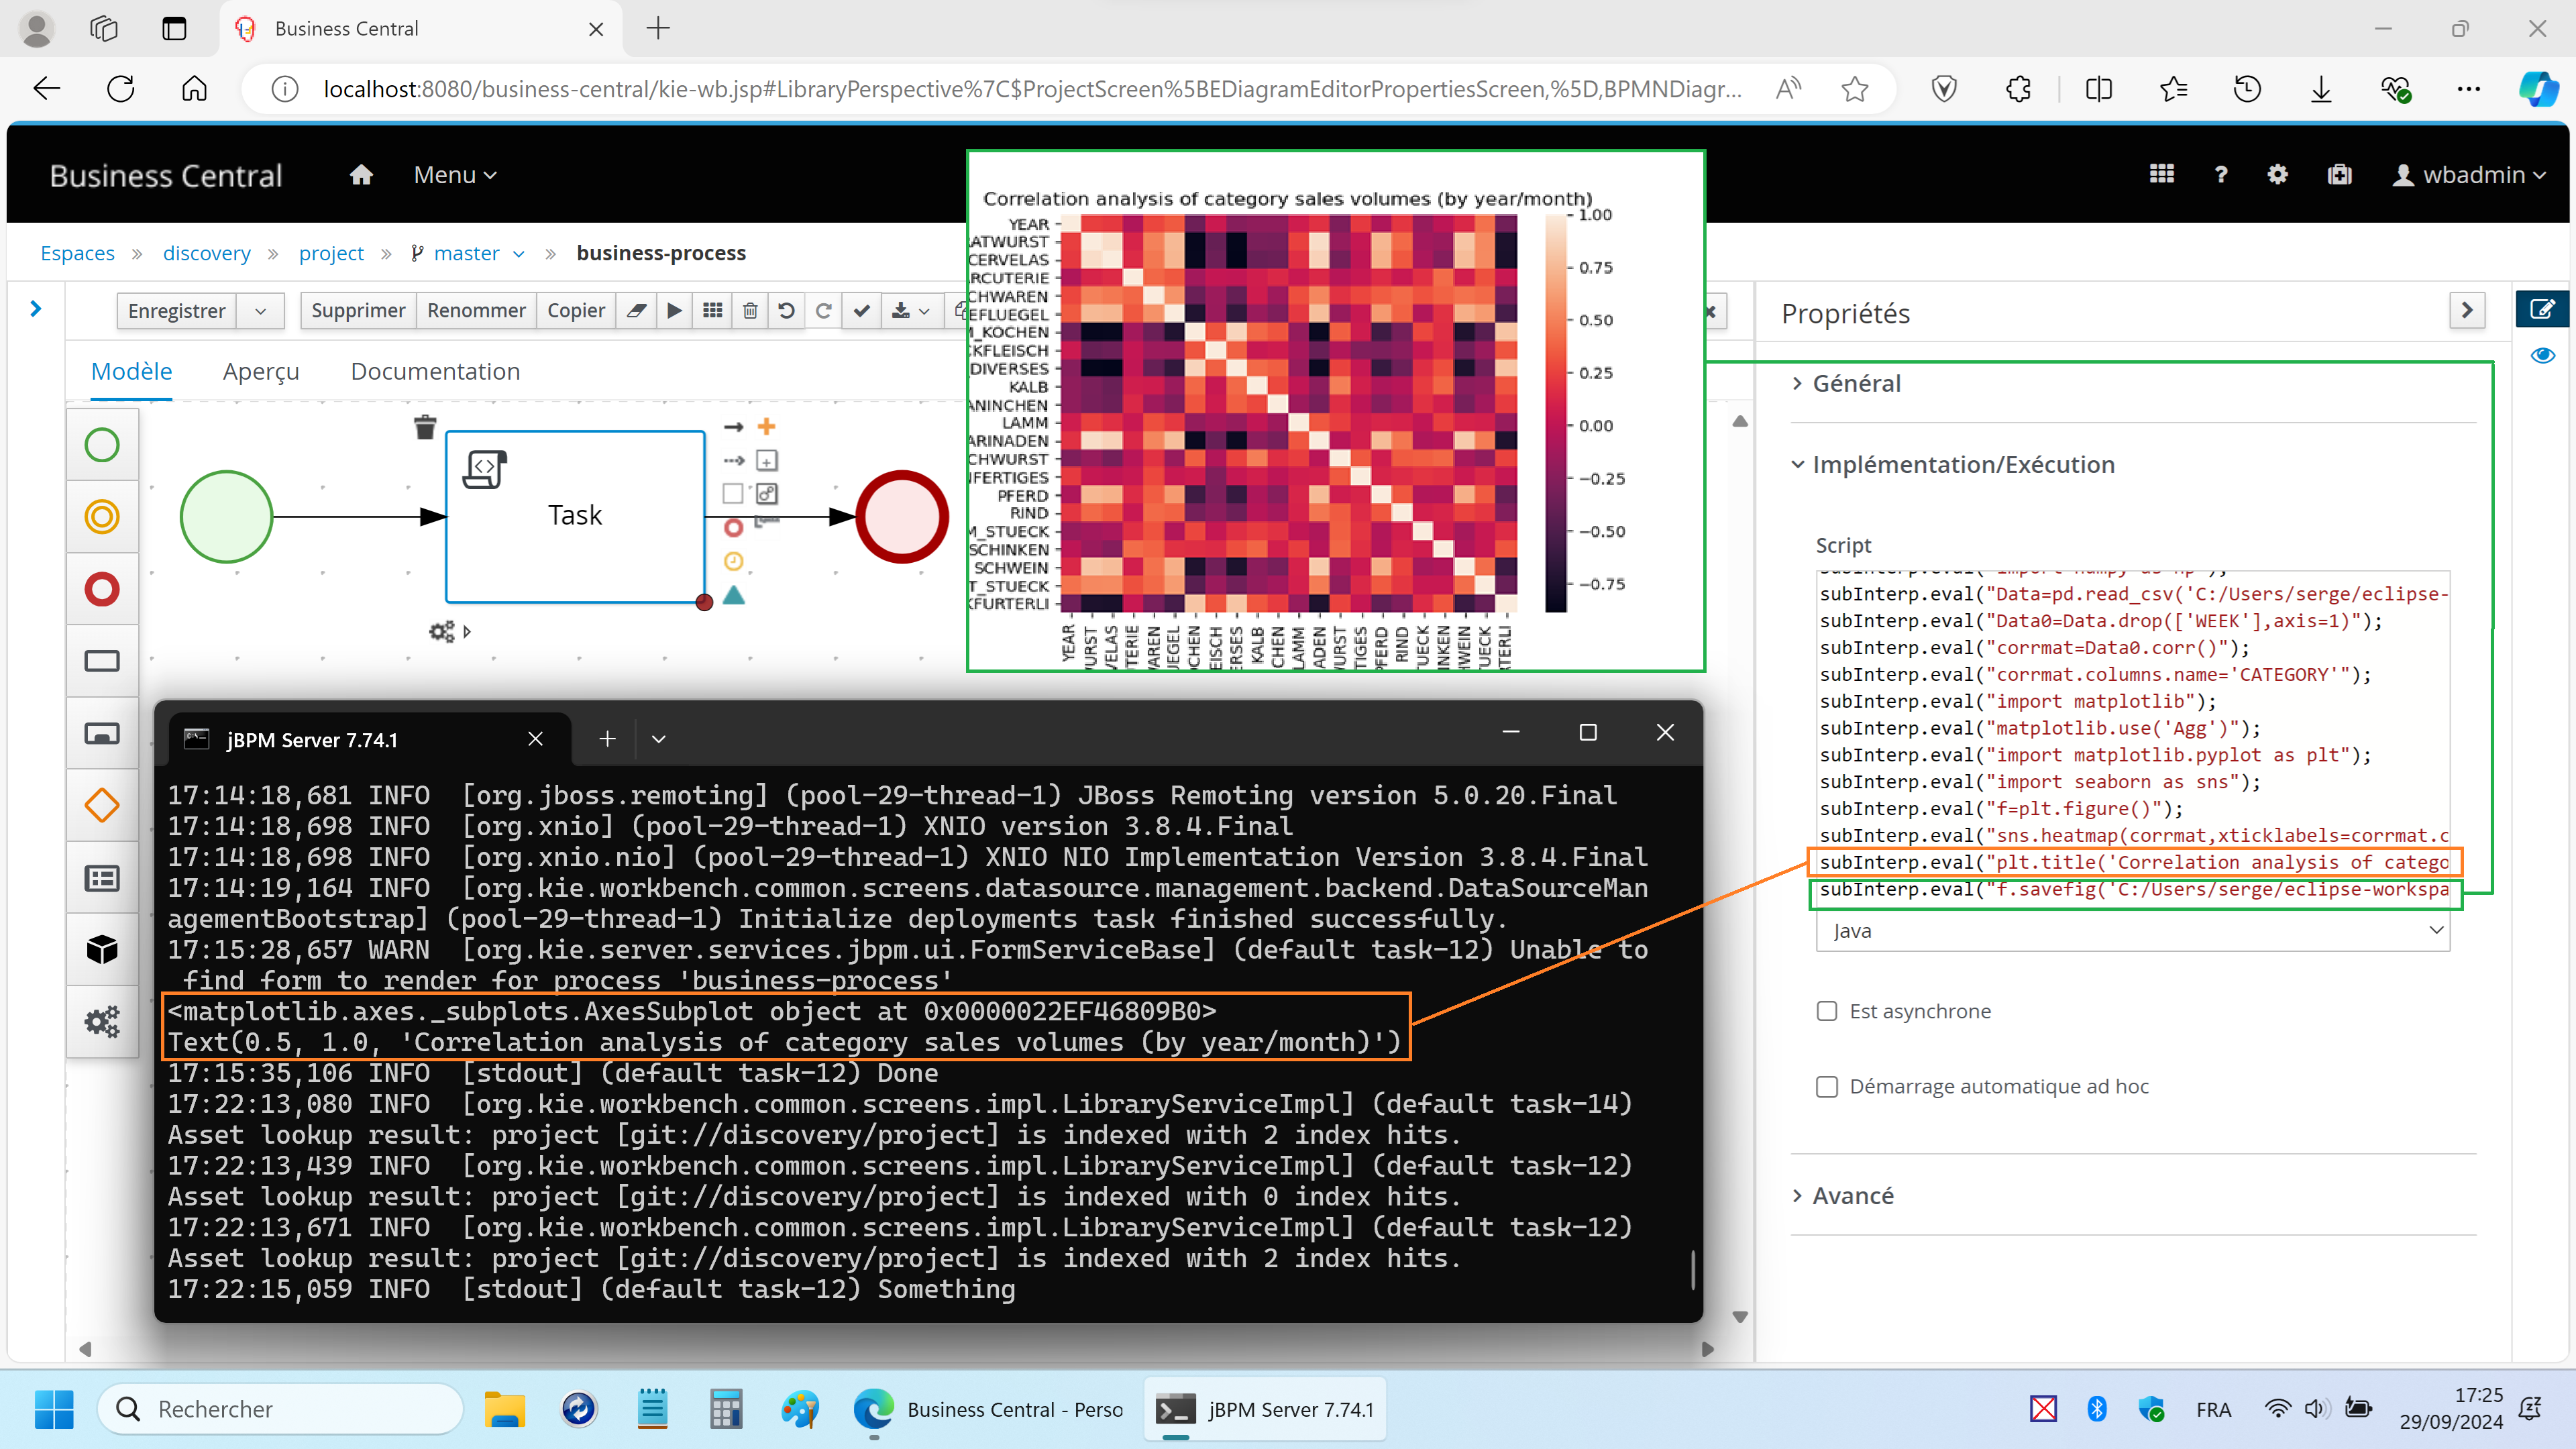 Business Central
localhost:8080/business-central/kie-wb.jsp#LibraryPerspective%7C$ProjectScreen%5BEDiagramEditorPropertiesScreen,%5D,BPMNDiagr...
Business Central
Menu
wbadmin
Espaces » discovery » project » master » business-process
Enregistrer
Supprimer
Renommer
Copier
Modèle
Aperçu
Documentation
Task
Correlation analysis of category sales volumes (by year/month)
YEAR
ATWURST
CERVELAS
ARCUTERIE
CHWAREN
EFLUEGEL
M_KOCHEN
CKFLEISCH
DIVERSES
KALB
ANINCHEN
LAMM
ARINADEN
CHWURST
NFERTIGES
PFERD
RIND
M_STUECK
SCHINKEN
SCHWEIN
T_STUECK
KFURTERLI
YEAR
URST
VELAS
TERIE
WAREN
UEGEL
OCHEN
EISCH
ERSES
KALB
CHEN
LAMM
ADEN
URST
TIGES
PFERD
RIND
TUECK
INKEN
HWEIN
UECK
RTERLI
1.00
0.75
0.50
0.25
0.00
−0.25
−0.50
−0.75
Propriétés
Général
Implémentation/Exécution
Script
subInterp.eval("import numpy as np");
subInterp.eval("Data=pd.read_csv('C:/Users/serge/eclipse-
subInterp.eval("Data0=Data.drop(['WEEK'],axis=1)");
subInterp.eval("corrmat=Data0.corr()");
subInterp.eval("corrmat.columns.name='CATEGORY'");
subInterp.eval("import matplotlib");
subInterp.eval("matplotlib.use('Agg')");
subInterp.eval("import matplotlib.pyplot as plt");
subInterp.eval("import seaborn as sns");
subInterp.eval("f=plt.figure()");
subInterp.eval("sns.heatmap(corrmat,xticklabels=corrmat.c
subInterp.eval("plt.title('Correlation analysis of catego
subInterp.eval("f.savefig('C:/Users/serge/eclipse-workspa
Java
Est asynchrone
Démarrage automatique ad hoc
Avancé
jBPM Server 7.74.1
17:14:18,681 INFO  [org.jboss.remoting] (pool-29-thread-1) JBoss Remoting version 5.0.20.Final
17:14:18,698 INFO  [org.xnio] (pool-29-thread-1) XNIO version 3.8.4.Final
17:14:18,698 INFO  [org.xnio.nio] (pool-29-thread-1) XNIO NIO Implementation Version 3.8.4.Final
17:14:19,164 INFO  [org.kie.workbench.common.screens.datasource.management.backend.DataSourceMan
agementBootstrap] (pool-29-thread-1) Initialize deployments task finished successfully.
17:15:28,657 WARN  [org.kie.server.services.jbpm.ui.FormServiceBase] (default task-12) Unable to
find form to render for process 'business-process'
<matplotlib.axes._subplots.AxesSubplot object at 0x0000022EF46809B0>
Text(0.5, 1.0, 'Correlation analysis of category sales volumes (by year/month)')
17:15:35,106 INFO  [stdout] (default task-12) Done
17:22:13,080 INFO  [org.kie.workbench.common.screens.impl.LibraryServiceImpl] (default task-14)
Asset lookup result: project [git://discovery/project] is indexed with 2 index hits.
17:22:13,439 INFO  [org.kie.workbench.common.screens.impl.LibraryServiceImpl] (default task-12)
Asset lookup result: project [git://discovery/project] is indexed with 0 index hits.
17:22:13,671 INFO  [org.kie.workbench.common.screens.impl.LibraryServiceImpl] (default task-12)
Asset lookup result: project [git://discovery/project] is indexed with 2 index hits.
17:22:15,059 INFO  [stdout] (default task-12) Something
Rechercher
Business Central - Perso
jBPM Server 7.74.1
FRA
17:25
29/09/2024